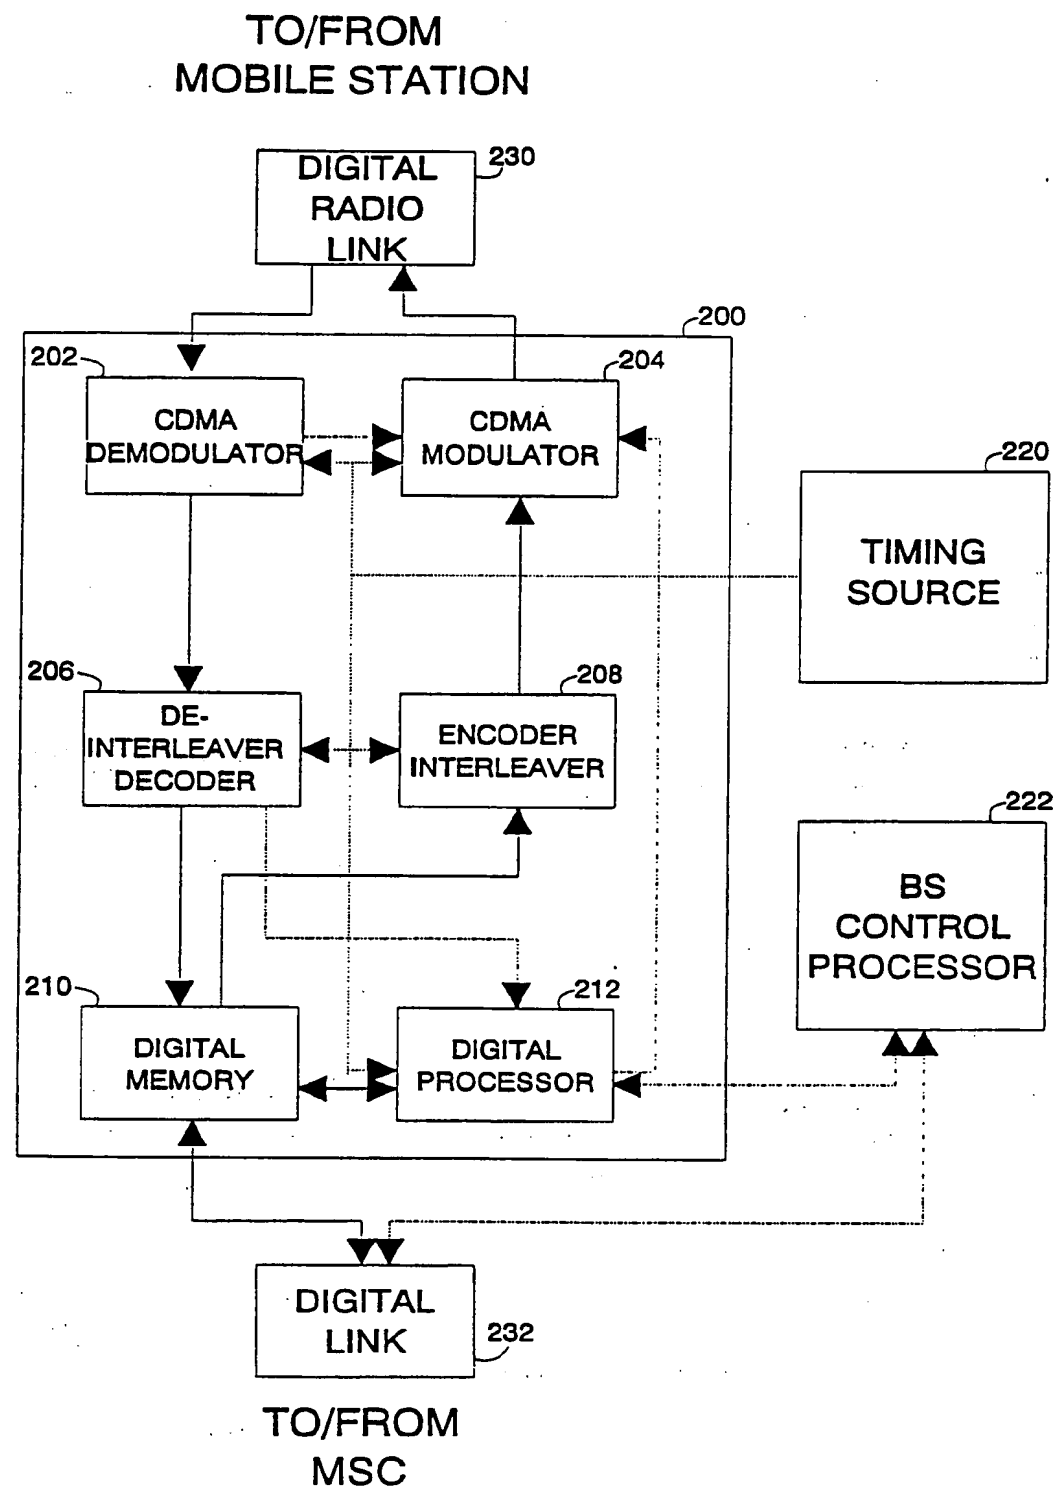 TO/FROM
MOBILE STATION
230
DIGITAL
RADIO
LINK
200
202
204
CDMA
DEMODULATOR
CDMA
MODULATOR
220
TIMING
SOURCE
206
208
DE-
INTERLEAVER
DECODER
ENCODER
INTERLEAVER
222
BS
CONTROL
PROCESSOR
210
212
DIGITAL
MEMORY
DIGITAL
PROCESSOR
DIGITAL
LINK
232
TO/FROM
MSC